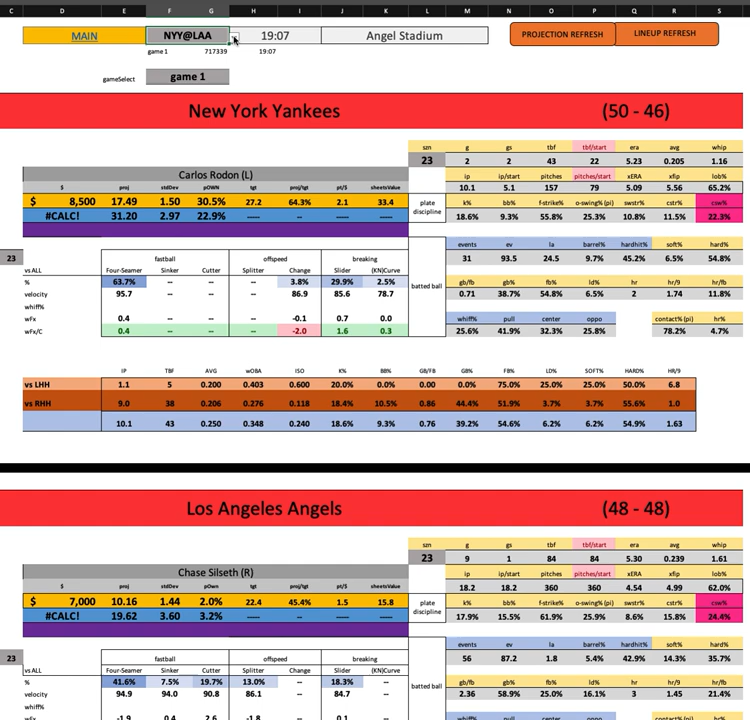 C D E F G H I J K L M N O P Q R S
MAIN NYY@LAA 19:07 Angel Stadium PROJECTION REFRESH LINEUP REFRESH
game 1 717339 19:07
gameSelect game 1
New York Yankees (50 - 46)
szn g gs tbf tbf/start era avg whip
23 2 2 43 22 5.23 0.205 1.16
Carlos Rodon (L) ip ip/start pitches pitches/start xERA xfip lob%
$ proj stdDev pOWN tgt proj/tgt pt/$ sheetsValue 10.1 5.1 157 79 5.09 5.56 65.2%
$ 8,500 17.49 1.50 30.5% 27.2 64.3% 2.1 33.4 plate discipline k% bb% f-strike% o-swing% (pi) swstr% cstr% csw%
#CALC! 31.20 2.97 22.9% ---- ---- -- ---- 18.6% 9.3% 55.8% 25.3% 10.8% 11.5% 22.3%
events ev la barrel% hardhit% soft% hard%
23 fastball offspeed breaking batted ball 31 93.5 24.5 9.7% 45.2% 6.5% 54.8%
vs ALL Four-Seamer Sinker Cutter Splitter Change Slider (KN)Curve
% 63.7% -- -- -- 3.8% 29.9% 2.5% gb/fb gb% fb% ld% hr hr/9 hr/fb
velocity 95.7 -- -- -- 86.9 85.6 78.7 0.71 38.7% 54.8% 6.5% 2 1.74 11.8%
whiff%
wFx 0.4 -- -- -- -0.1 0.7 0.0 whiff% pull center oppo contact% (pi) hr%
wFx/C 0.4 -- -- -- -2.0 1.6 0.3 25.6% 41.9% 32.3% 25.8% 78.2% 4.7%
IP TBF AVG wOBA ISO K% BB% GB/FB GB% FB% LD% SOFT% HARD% HR/9
vs LHH 1.1 5 0.200 0.403 0.600 20.0% 0.0% 0.00 0.0% 75.0% 25.0% 25.0% 50.0% 6.8
vs RHH 9.0 38 0.206 0.276 0.118 18.4% 10.5% 0.86 44.4% 51.9% 3.7% 3.7% 55.6% 1.0
10.1 43 0.250 0.348 0.240 18.6% 9.3% 0.76 39.2% 54.6% 6.2% 6.2% 54.9% 1.63
Los Angeles Angels (48 - 48)
szn g gs tbf tbf/start era avg whip
23 9 1 84 84 5.30 0.239 1.61
Chase Silseth (R) ip ip/start pitches pitches/start xERA xfip lob%
$ proj stdDev pOwn tgt proj/tgt pt/$ sheetsValue 18.2 18.2 360 360 4.54 4.99 62.0%
$ 7,000 10.16 1.44 2.0% 22.4 45.4% 1.5 15.8 plate discipline k% bb% f-strike% o-swing% (pi) swstr% cstr% csw%
#CALC! 19.62 3.60 3.2% ---- ---- -- ---- 17.9% 15.5% 61.9% 25.9% 8.6% 15.8% 24.4%
events ev la barrel% hardhit% soft% hard%
23 fastball offspeed breaking batted ball 56 87.2 1.8 5.4% 42.9% 14.3% 35.7%
vs ALL Four-Seamer Sinker Cutter Splitter Change Slider (KN)Curve
% 41.6% 7.5% 19.7% 13.0% -- 18.3% -- gb/fb gb% fb% ld% hr hr/9 hr/fb
velocity 94.9 94.0 90.8 86.1 -- 84.7 -- 2.36 58.9% 25.0% 16.1% 3 1.45 21.4%
whiff%
wFx -1.9 0.4 2.6 -1.8 -- 0.1 -- whiff% pull center oppo contact% (pi) hr%